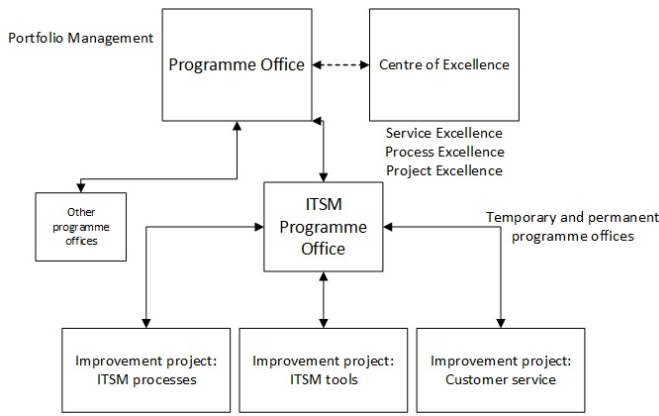 Portfolio Management
Programme Office
Centre of Excellence
Service Excellence
Process Excellence
Project Excellence
Other
programme
offices
ITSM
Programme
Office
Temporary and permanent
programme offices
Improvement project:
ITSM processes
Improvement project:
ITSM tools
Improvement project:
Customer service